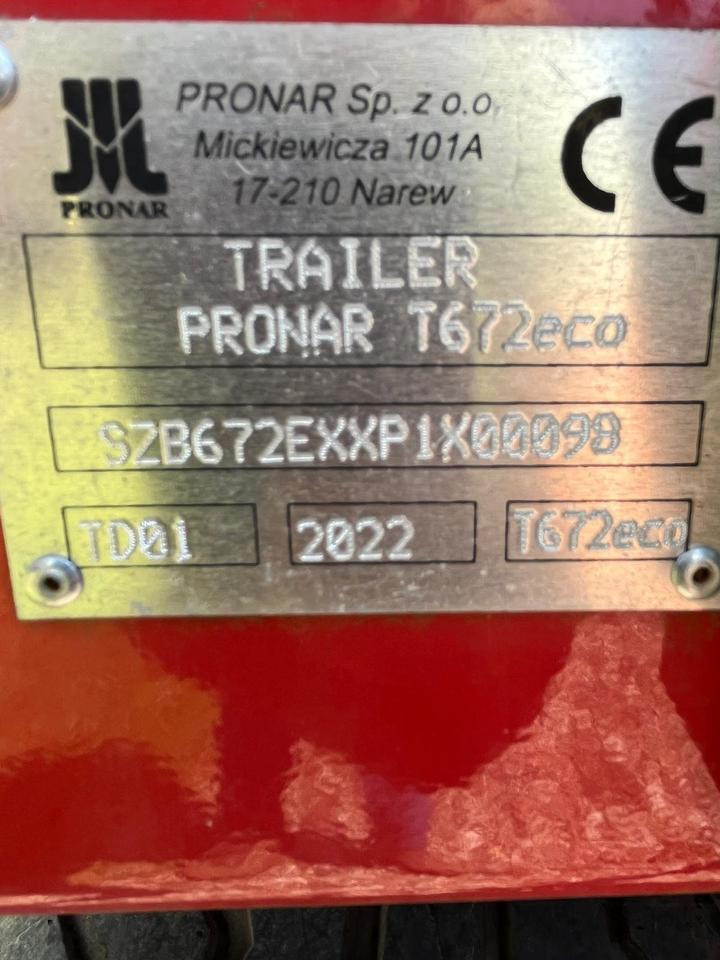 PRONAR Sp. z o.o.
Mickiewicza 101A
17-210 Narew
PRONAR
CE
TRAILER
PRONAR T672eco
SZB672EXXP1X00098
TD01 2022 T672eco